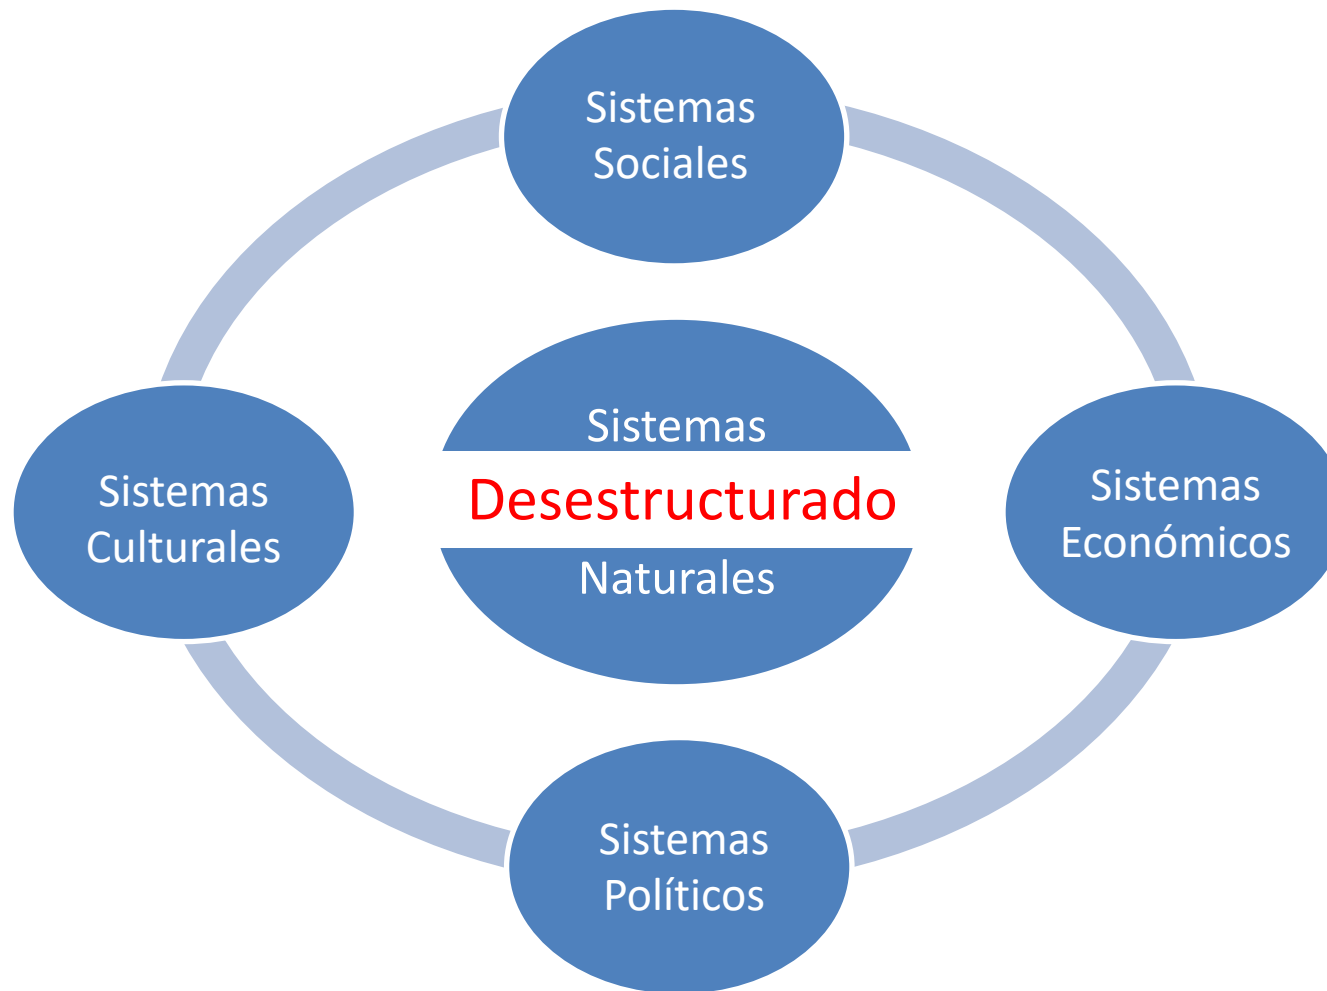 Sistemas
Sociales
Sistemas
Culturales
Sistemas
Desestructurado
Naturales
Sistemas
Económicos
Sistemas
Políticos